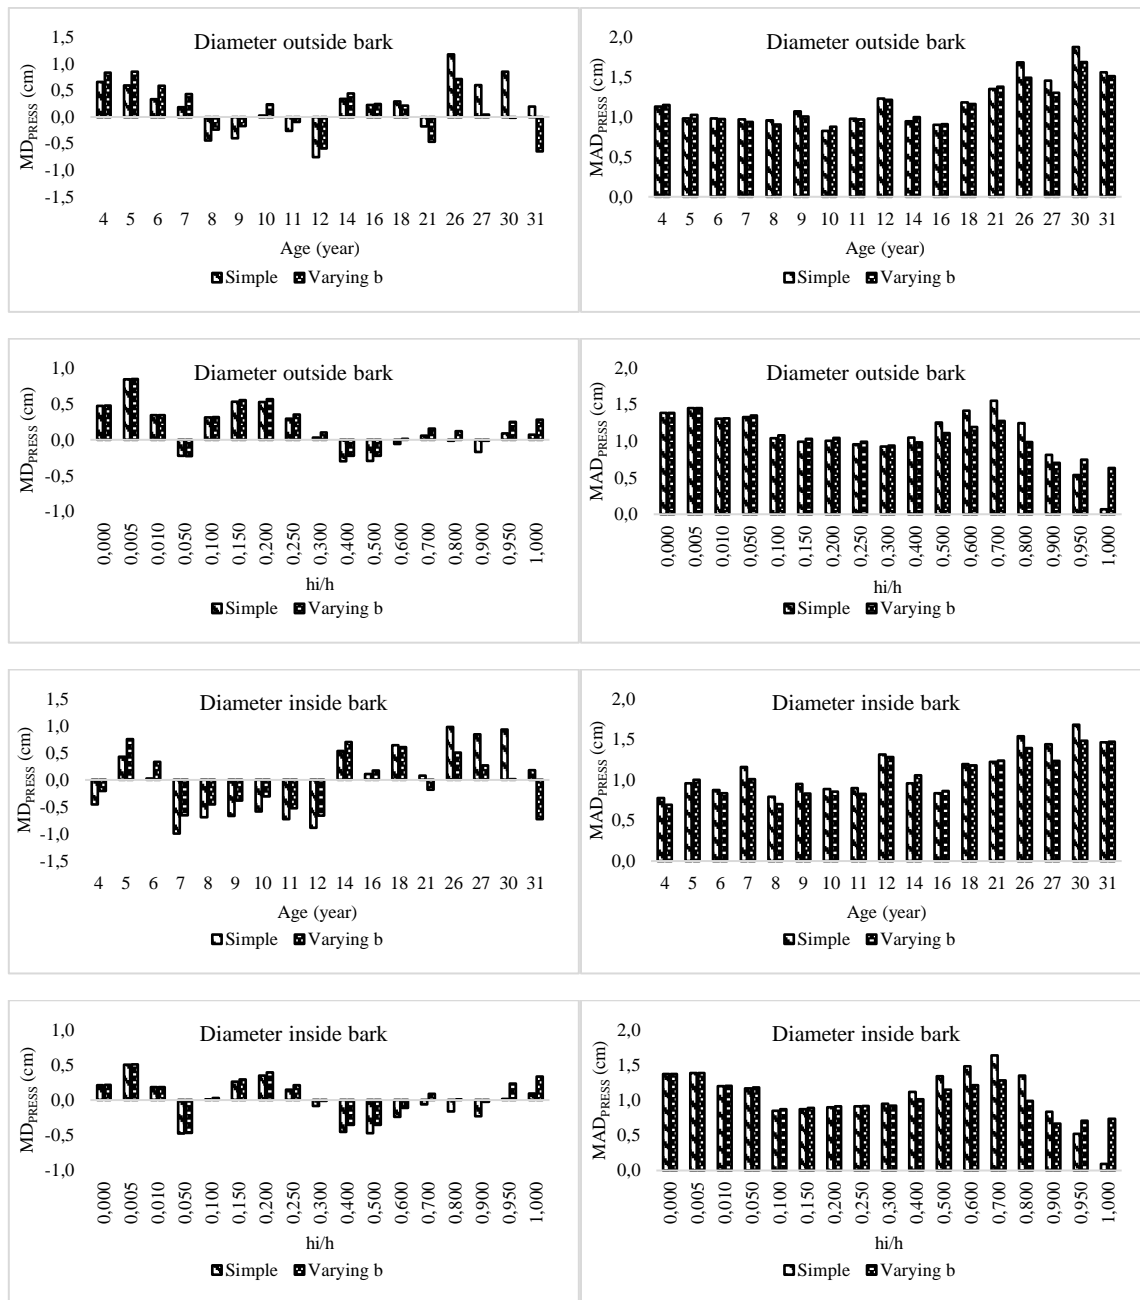 Diameter outside bark
MD_PRESS (cm)
1,5
1,0
0,5
0,0
-0,5
-1,0
-1,5
4 5 6 7 8 9 10 11 12 14 16 18 21 26 27 30 31
Age (year)
Simple Varying b
Diameter outside bark
MAD_PRESS (cm)
2,0
1,5
1,0
0,5
0,0
4 5 6 7 8 9 10 11 12 14 16 18 21 26 27 30 31
Age (year)
Simple Varying b
Diameter outside bark
MD_PRESS (cm)
1,0
0,5
0,0
-0,5
-1,0
0,000 0,005 0,010 0,050 0,100 0,150 0,200 0,250 0,300 0,400 0,500 0,600 0,700 0,800 0,900 0,950 1,000
hi/h
Simple Varying b
Diameter outside bark
MAD_PRESS (cm)
2,0
1,5
1,0
0,5
0,0
0,000 0,005 0,010 0,050 0,100 0,150 0,200 0,250 0,300 0,400 0,500 0,600 0,700 0,800 0,900 0,950 1,000
hi/h
Simple Varying b
Diameter inside bark
MD_PRESS (cm)
1,5
1,0
0,5
0,0
-0,5
-1,0
-1,5
4 5 6 7 8 9 10 11 12 14 16 18 21 26 27 30 31
Age (year)
Simple Varying b
Diameter inside bark
MAD_PRESS (cm)
2,0
1,5
1,0
0,5
0,0
4 5 6 7 8 9 10 11 12 14 16 18 21 26 27 30 31
Age (year)
Simple Varying b
Diameter inside bark
MD_PRESS (cm)
1,0
0,5
0,0
-0,5
-1,0
0,000 0,005 0,010 0,050 0,100 0,150 0,200 0,250 0,300 0,400 0,500 0,600 0,700 0,800 0,900 0,950 1,000
hi/h
Simple Varying b
Diameter inside bark
MAD_PRESS (cm)
2,0
1,5
1,0
0,5
0,0
0,000 0,005 0,010 0,050 0,100 0,150 0,200 0,250 0,300 0,400 0,500 0,600 0,700 0,800 0,900 0,950 1,000
hi/h
Simple Varying b